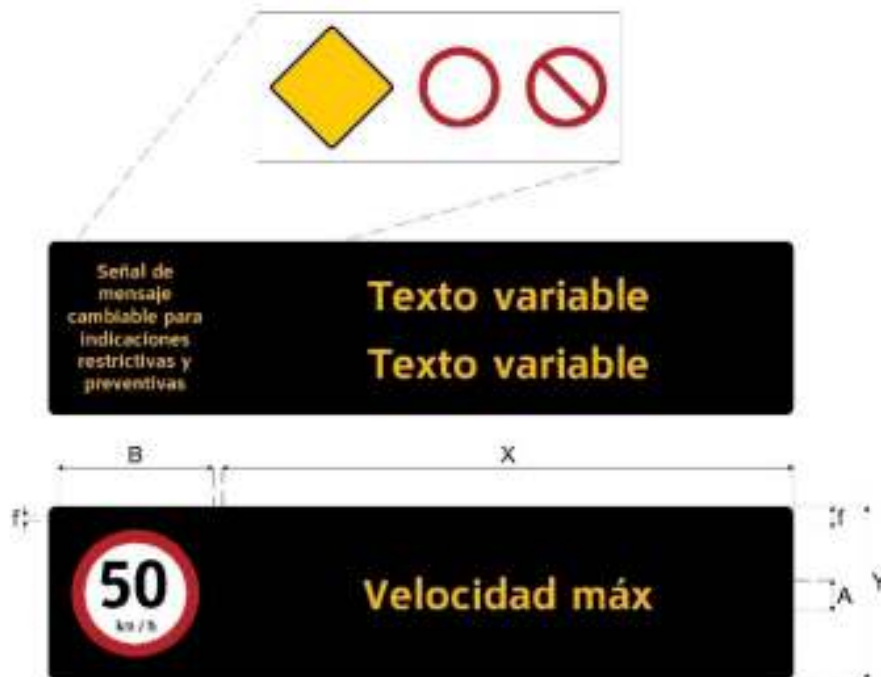 Señal de
mensaje
cambiable para
indicaciones
restrictivas y
preventivas
Texto variable
Texto variable
B
X
f
f
50
km / h
Velocidad máx
A
Y